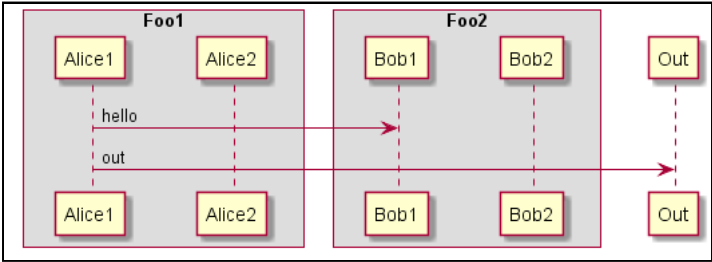 Foo1 Foo2
Alice1 Alice2 Bob1 Bob2 Out
hello
out
Alice1 Alice2 Bob1 Bob2 Out